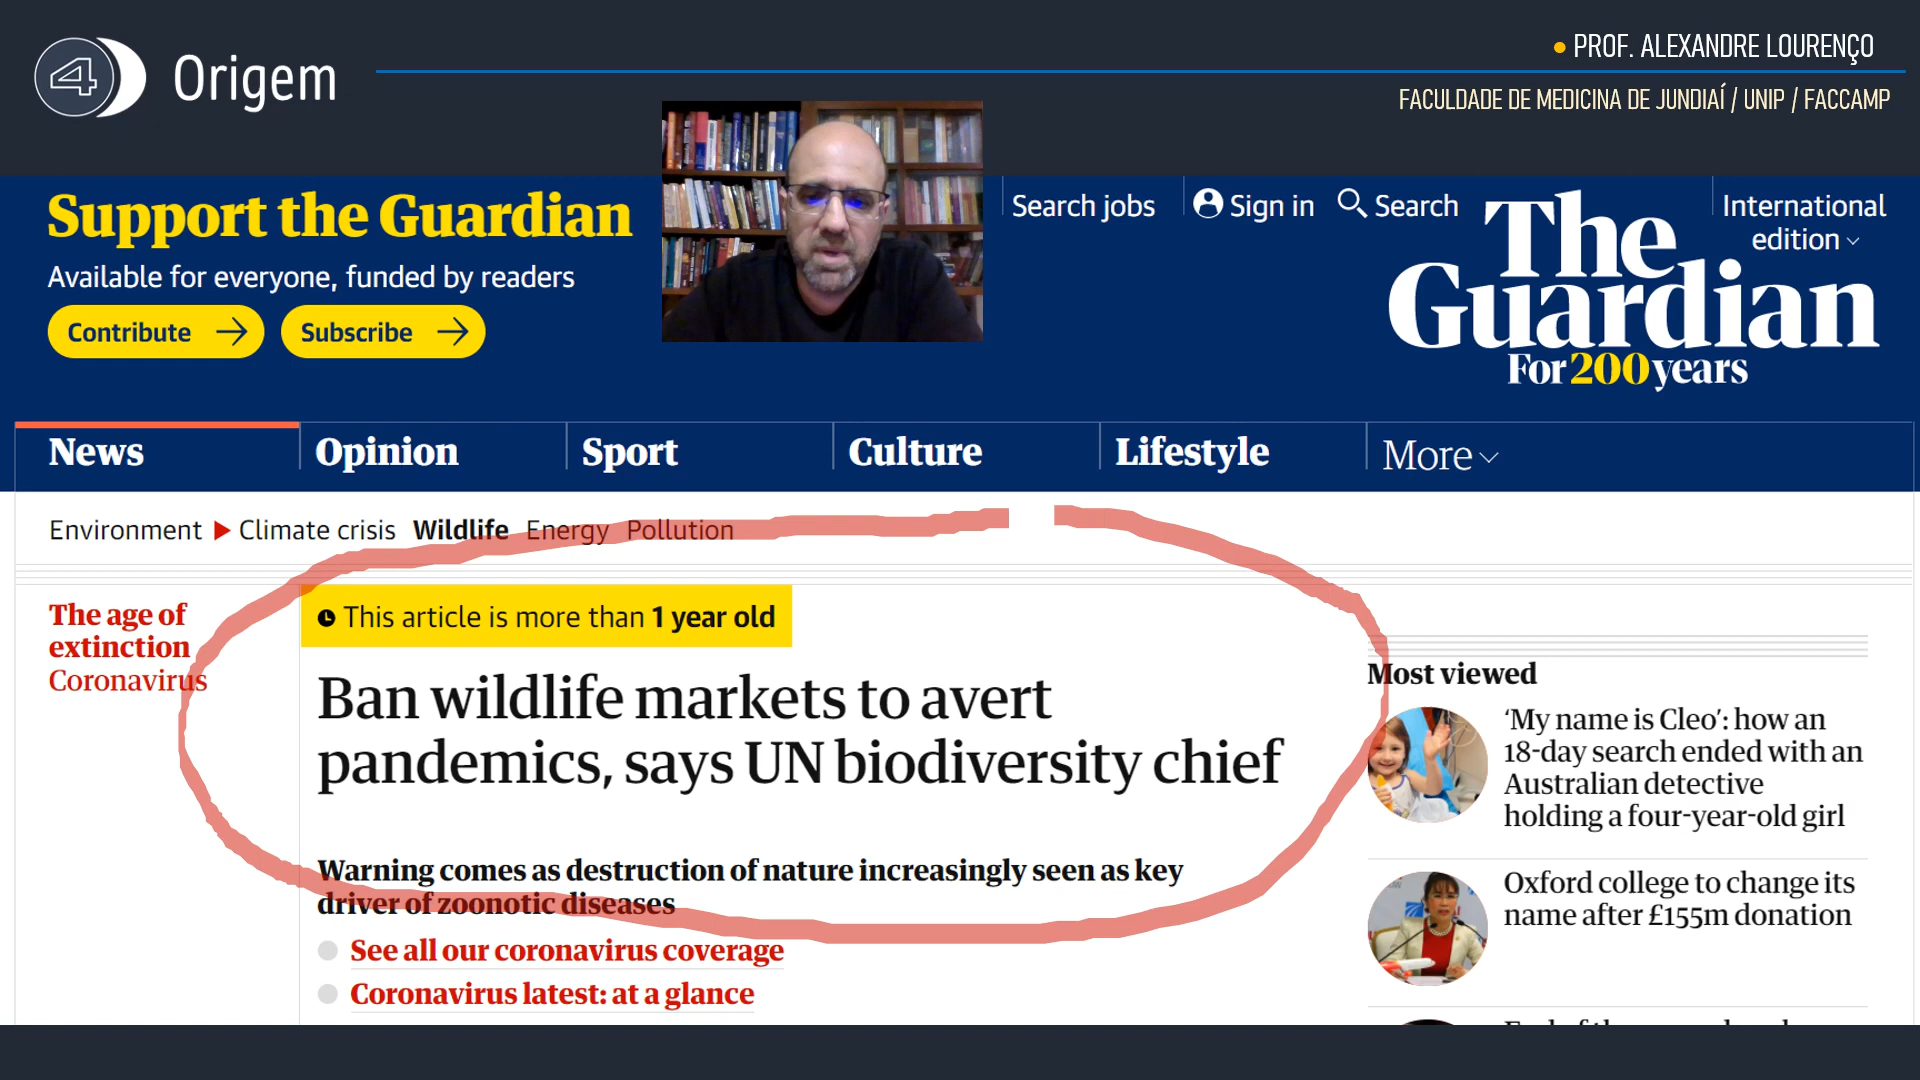 4 Origem
• PROF. ALEXANDRE LOURENÇO
FACULDADE DE MEDICINA DE JUNDIAÍ / UNIP / FACCAMP
Support the Guardian
Available for everyone, funded by readers
Contribute
Subscribe
Search jobs
Sign in
Search
International
edition
The
Guardian
For 200 years
News
Opinion
Sport
Culture
Lifestyle
More
Environment
Climate crisis
Wildlife
Energy
Pollution
The age of
extinction
Coronavirus
This article is more than 1 year old
Ban wildlife markets to avert
pandemics, says UN biodiversity chief
Warning comes as destruction of nature increasingly seen as key
driver of zoonotic diseases
See all our coronavirus coverage
Coronavirus latest: at a glance
Most viewed
‘My name is Cleo’: how an
18-day search ended with an
Australian detective
holding a four-year-old girl
Oxford college to change its
name after £155m donation